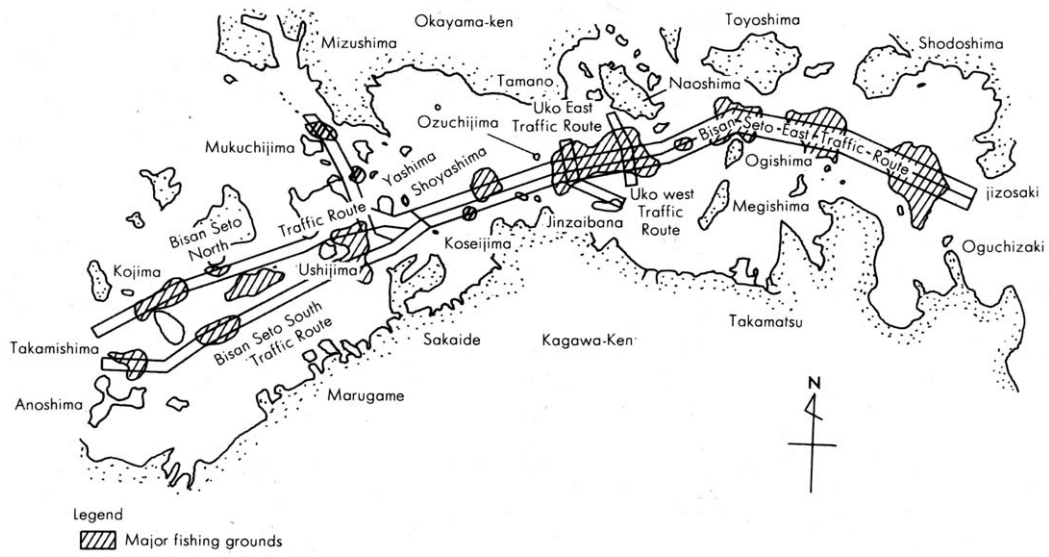 Okayama-ken
Toyoshima
Mizushima
Shodoshima
Tamano
Naoshima
Uko East
Traffic Route
Ozuchijima
Bisan-Seto-East-Traffic-Route
Mukuchijima
Yashima
Shoyashima
Ogishima
jizosaki
Uko west
Traffic
Route
Megishima
Jinzaibana
Bisan Seto
North
Traffic Route
Koseijima
Oguchizaki
Kojima
Ushijima
Takamatsu
Takamishima
Bisan Seto South
Traffic Route
Sakaide
Kagawa-Ken
Anoshima
Marugame
N
Legend
Major fishing grounds